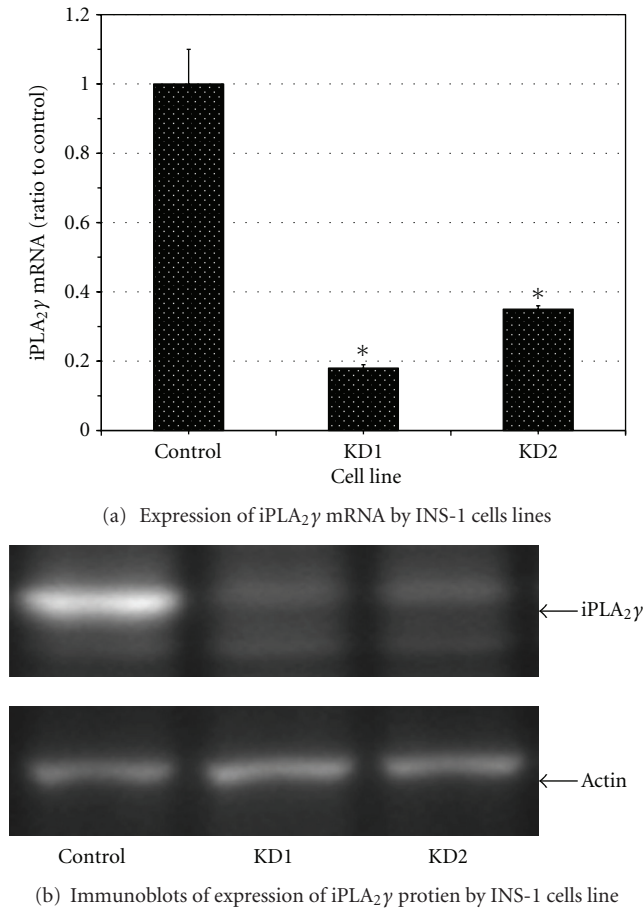 1.2
1
0.8
0.6
0.4
0.2
0
iPLA₂γ mRNA (ratio to control)
*
*
Control KD1 KD2
Cell line
(a) Expression of iPLA₂γ mRNA by INS-1 cells lines
iPLA₂γ
Actin
Control KD1 KD2
(b) Immunoblots of expression of iPLA₂γ protien by INS-1 cells line